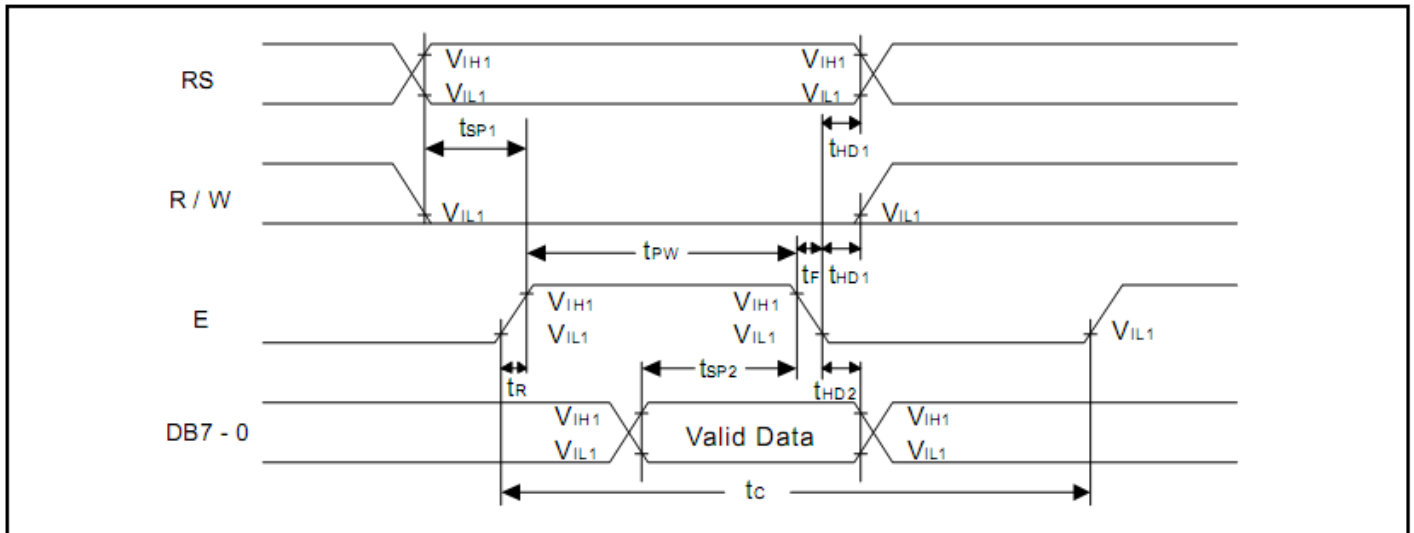 RS
VIH1 VIH1
VIL1 VIL1
tSP1 tHD1
R / W
VIL1 VIL1
tPW tF tHD1
E
VIH1 VIH1
VIL1 VIL1 VIL1
tR tSP2 tHD2
DB7 - 0
VIH1 Valid Data VIH1
VIL1 VIL1
tC